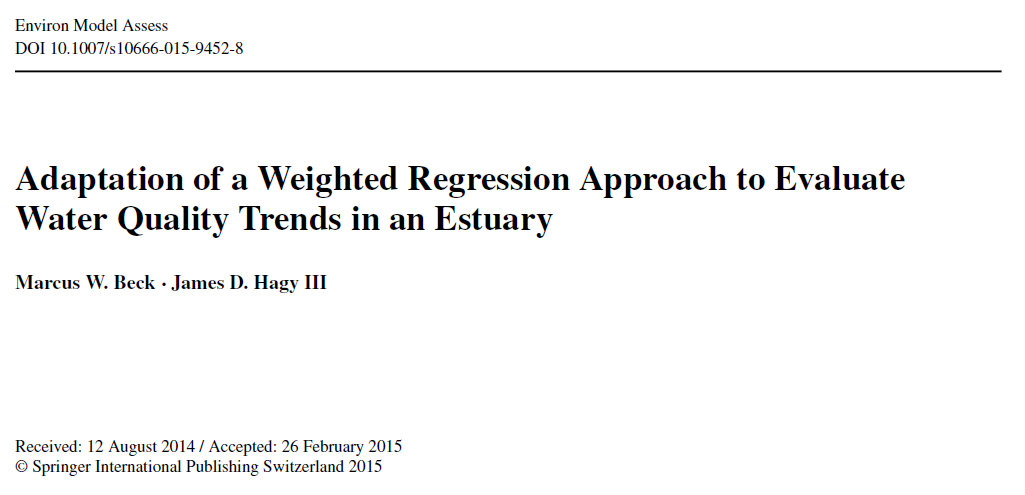 Environ Model Assess
DOI 10.1007/s10666-015-9452-8
Adaptation of a Weighted Regression Approach to Evaluate
Water Quality Trends in an Estuary
Marcus W. Beck · James D. Hagy III
Received: 12 August 2014 / Accepted: 26 February 2015
© Springer International Publishing Switzerland 2015